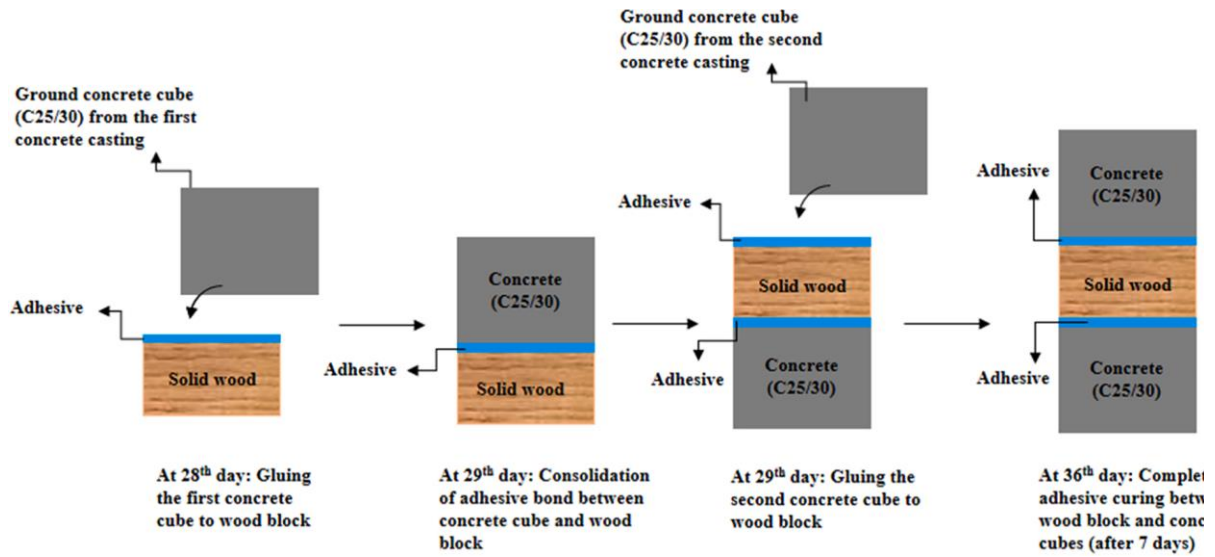 Ground concrete cube
(C25/30) from the first
concrete casting
Adhesive
Solid wood
At 28th day: Gluing
the first concrete
cube to wood block
Concrete
(C25/30)
Adhesive
Solid wood
At 29th day: Consolidation
of adhesive bond between
concrete cube and wood
block
Ground concrete cube
(C25/30) from the second
concrete casting
Adhesive
Solid wood
Adhesive
Concrete
(C25/30)
At 29th day: Gluing the
second concrete cube to
wood block
Adhesive
Concrete
(C25/30)
Solid wood
Adhesive
Concrete
(C25/30)
At 36th day: Complet
adhesive curing betw
wood block and conc
cubes (after 7 days)